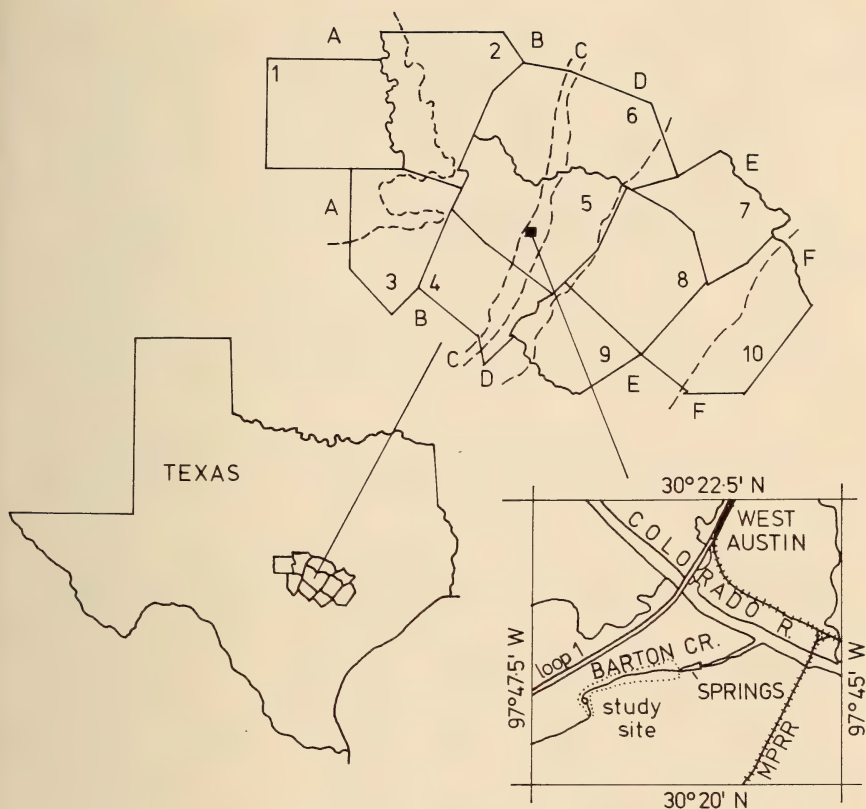 A
2
B
C
1
D
6
E
A
5
7
F
8
3
4
B
C
9
10
D
E
F
TEXAS
30° 22·5' N
WEST
AUSTIN
COLORADO R.
97° 47·5' W
loop 1
BARTON CR.
SPRINGS
97° 45' W
study
site
MPRR
30° 20' N